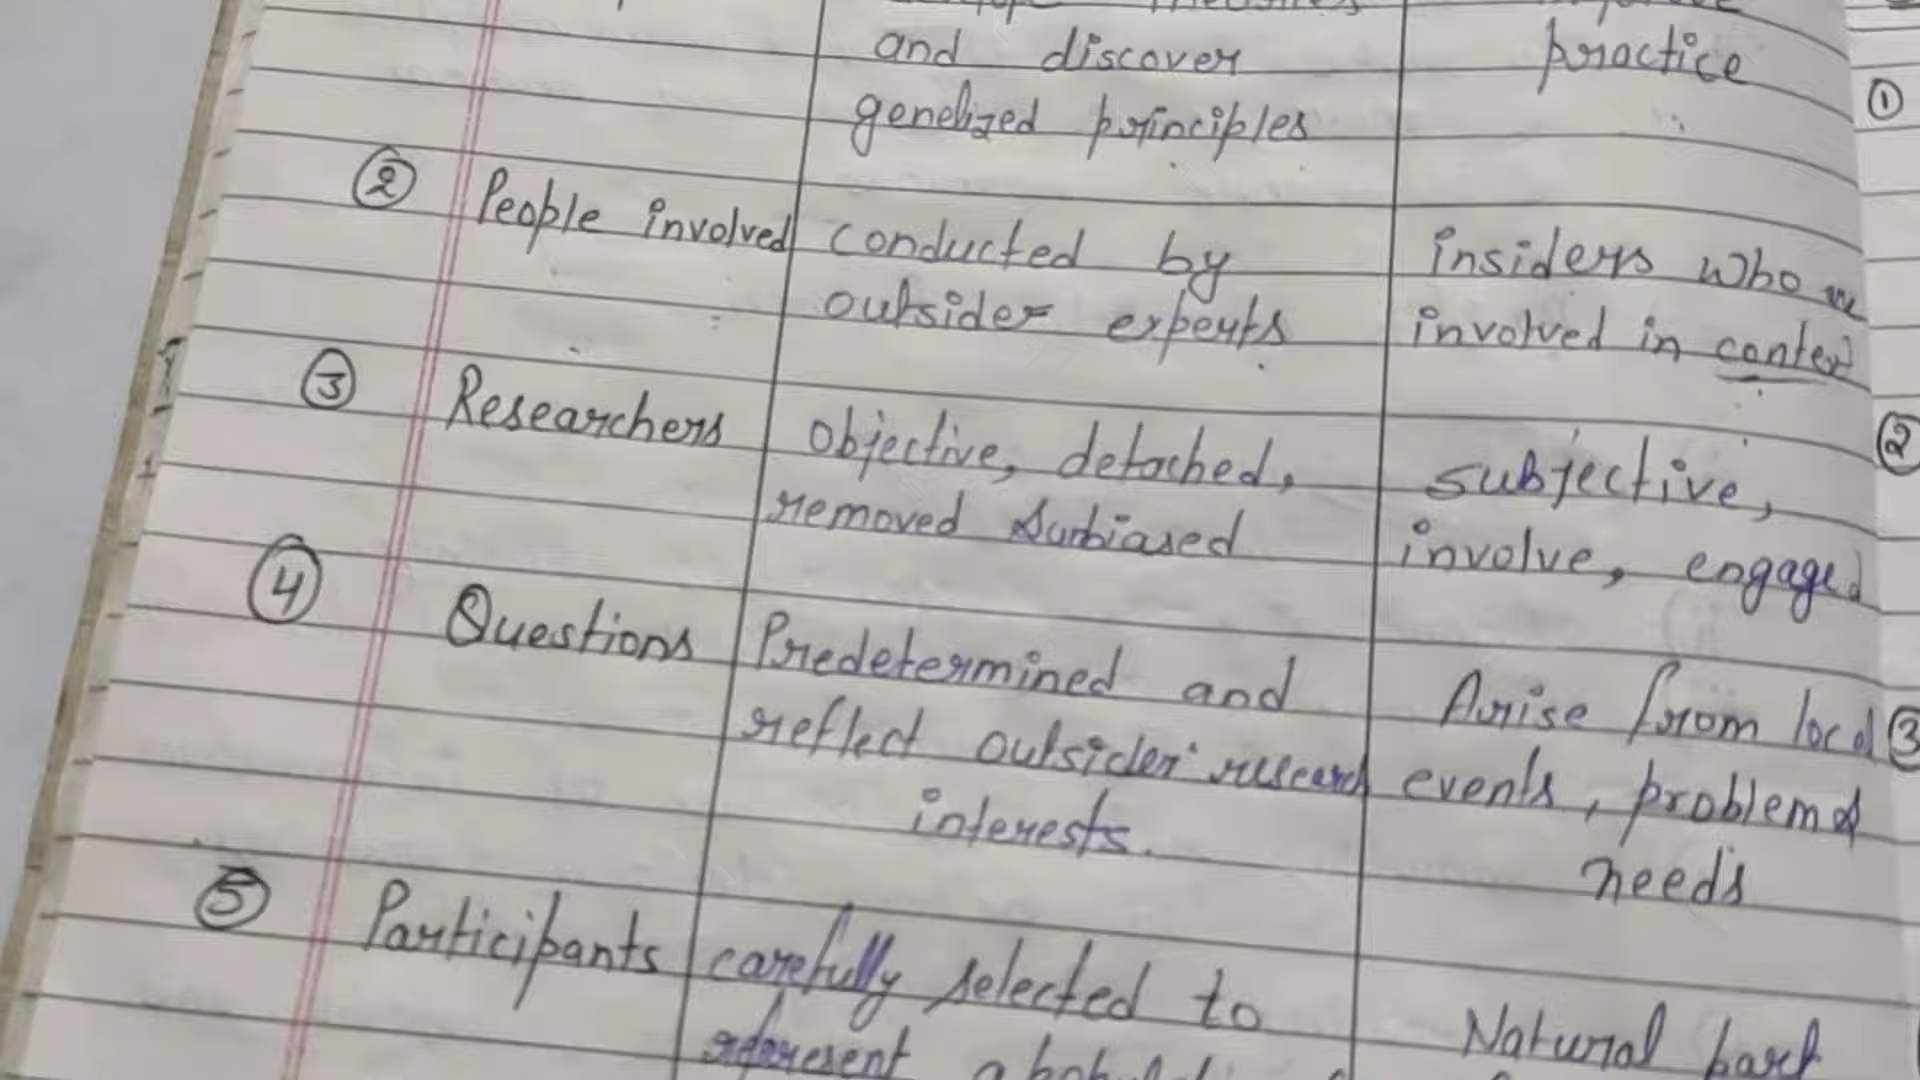 and discover practice
genelized principles
② People involved conducted by insiders who
outsider experts involved in
③ Researchers objective, detached, subjective,
removed &unbiased involve, engaged
④ Questions Predetermined and Arise from local
reflect outsider research events, problem &
interests. needs
⑤ Participants carefully selected to Natural part
represent
①
②
③